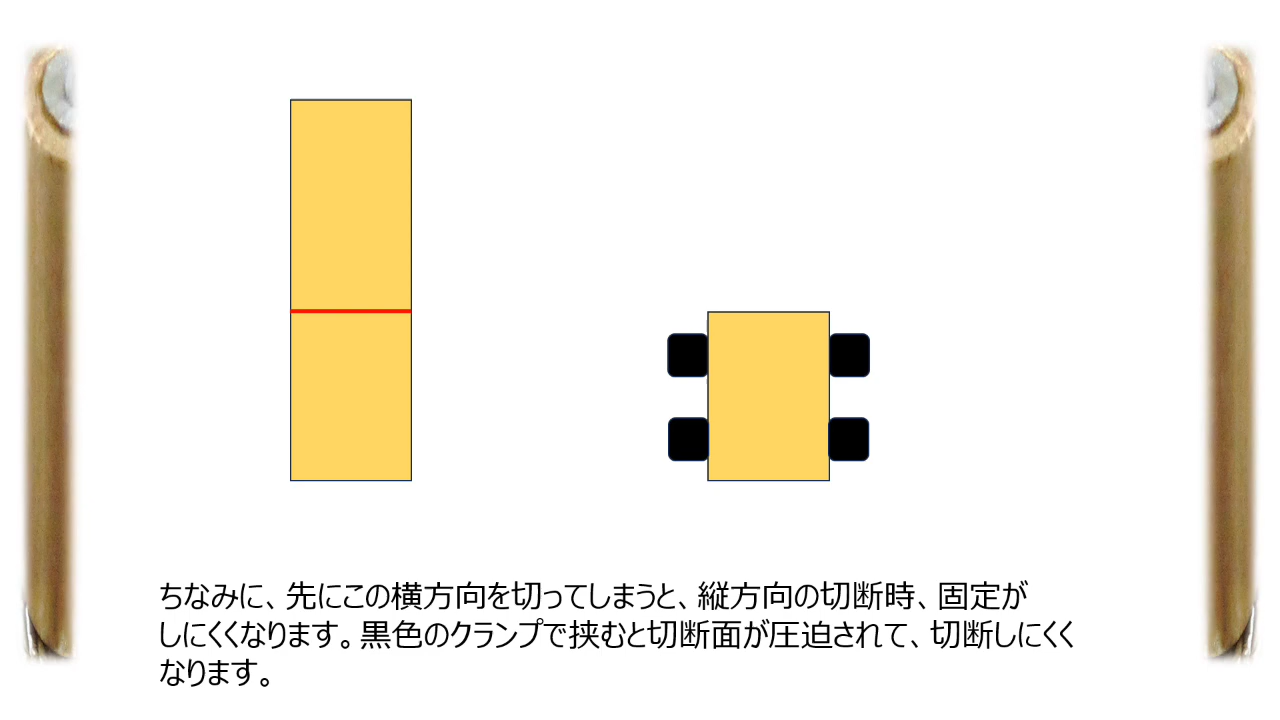 ちなみに、先にこの横方向を切ってしまうと、縦方向の切断時、固定が
しにくくなります。黒色のクランプで挟むと切断面が圧迫されて、切断しにくく
なります。